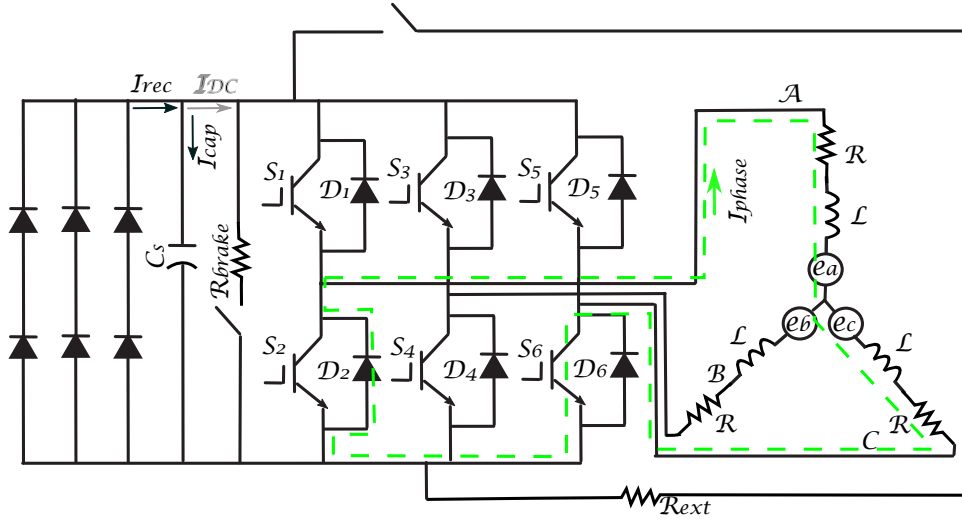 A
Irec
IDC
Icap
S1
D1
S3
D3
S5
D5
Iphase
R
L
Cs
Rbrake
ea
eb
ec
S2
D2
S4
D4
S6
D6
L
L
B
R
R
C
Rext